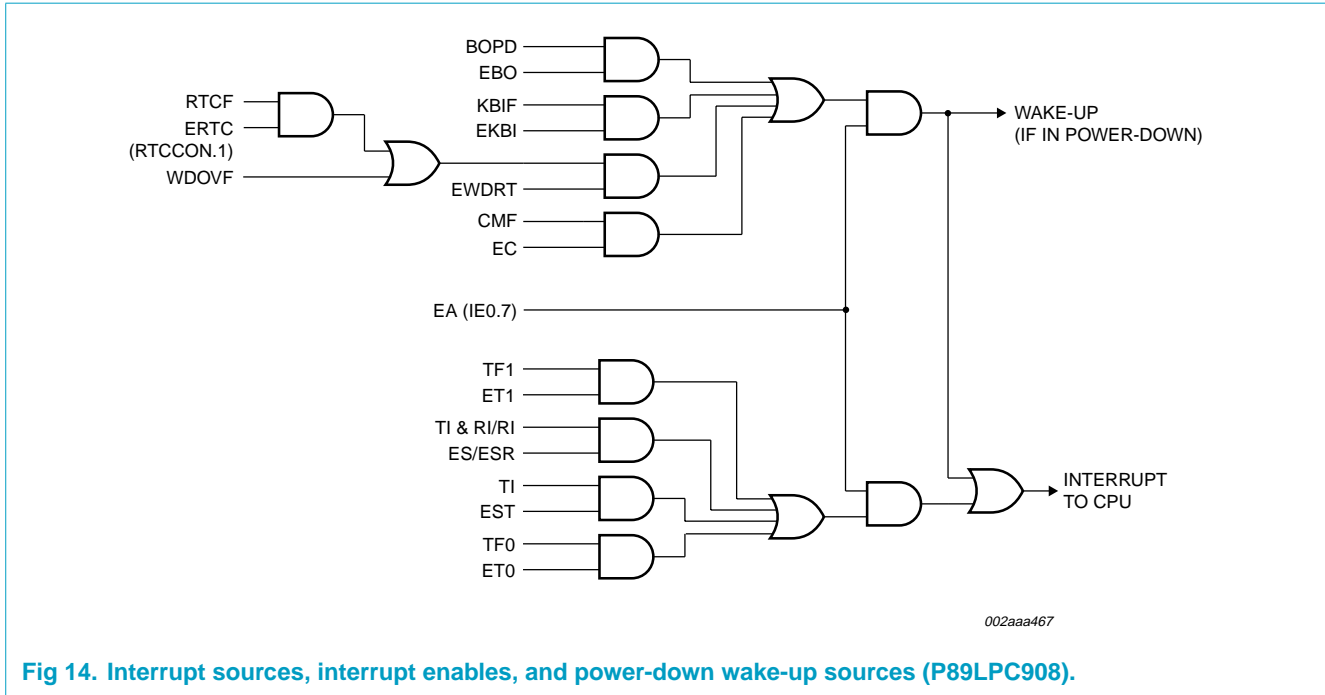 BOPD
EBO
RTCF
KBIF
ERTC
EKBI
(RTCCON.1)
WDOVF
EWDRT
CMF
EC
WAKE-UP
(IF IN POWER-DOWN)
EA (IE0.7)
TF1
ET1
TI & RI/RI
ES/ESR
TI
EST
TF0
ET0
INTERRUPT
TO CPU
002aaa467
Fig 14. Interrupt sources, interrupt enables, and power-down wake-up sources (P89LPC908).